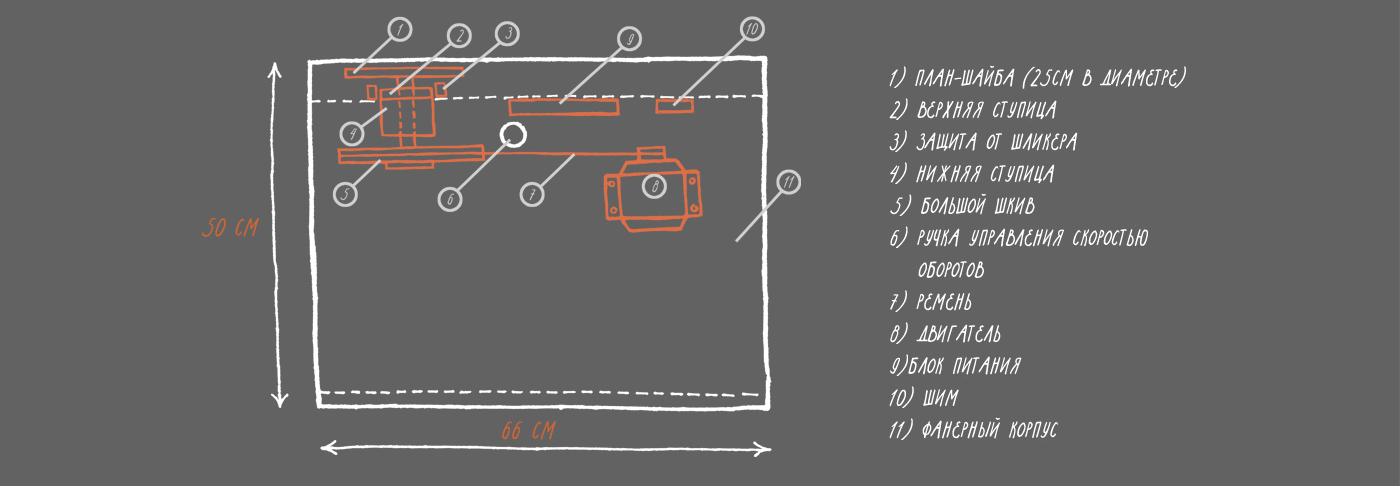 1
2
3
9
10
4
5
6
7
8
11
50 СМ
66 СМ
1) ПЛАН-ШАЙБА (25СМ В ДИАМЕТРЕ)
2) ВЕРХНЯЯ СТУПИЦА
3) ЗАЩИТА ОТ ШЛИКЕРА
4) НИЖНЯЯ СТУПИЦА
5) БОЛЬШОЙ ШКИВ
6) РУЧКА УПРАВЛЕНИЯ СКОРОСТЬЮ
ОБОРОТОВ
7) РЕМЕНЬ
8) ДВИГАТЕЛЬ
9)БЛОК ПИТАНИЯ
10) ШИМ
11) ФАНЕРНЫЙ КОРПУС